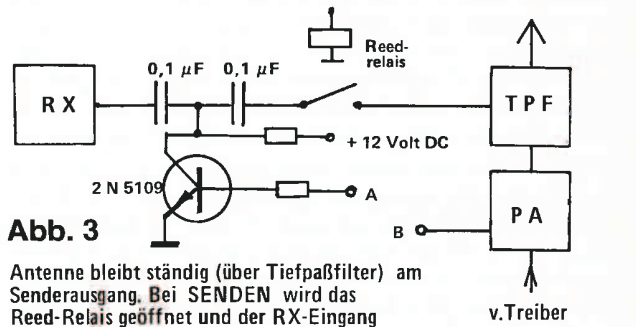 Reed-
relais
0,1 µF 0,1 µF
RX
TPF
+ 12 Volt DC
2 N 5109
A
PA
B
Abb. 3
Antenne bleibt ständig (über Tiefpaßfilter) am
Senderausgang. Bei SENDEN wird das
Reed-Relais geöffnet und der RX-Eingang
v.Treiber